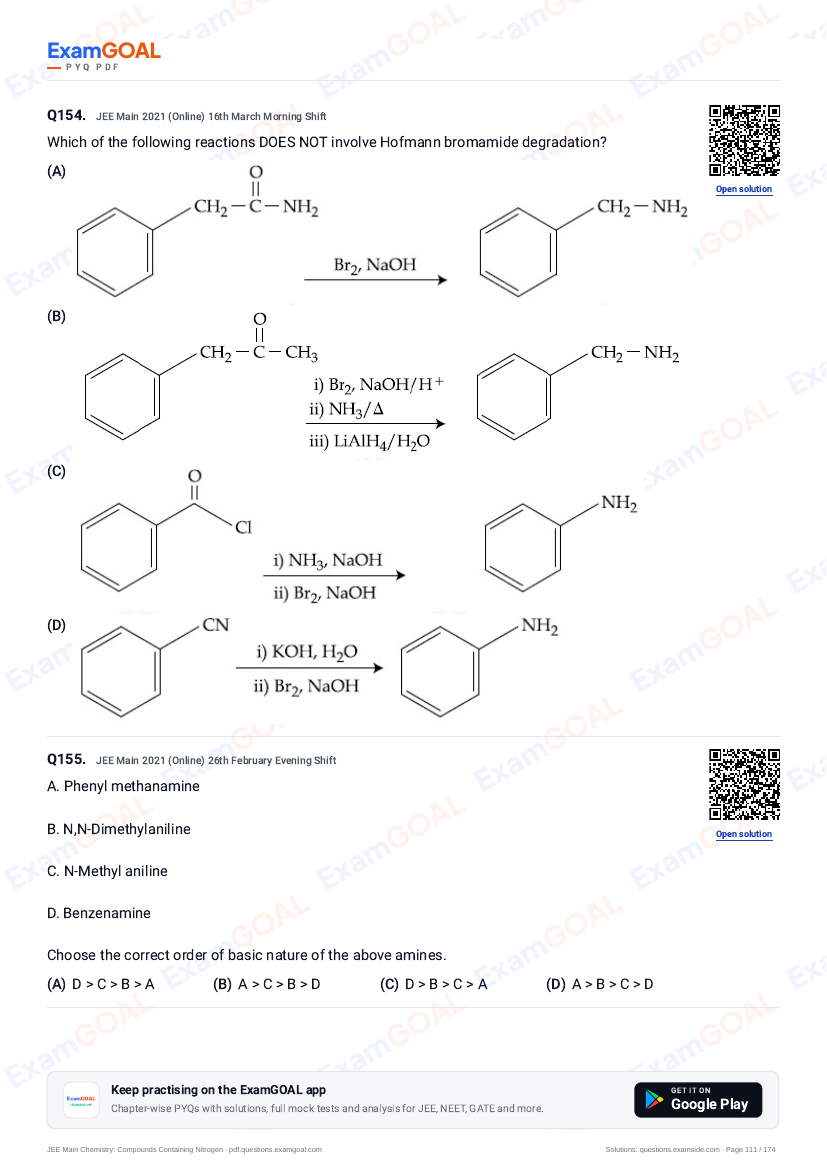 ExamGOAL
PYQ PDF
Q154. JEE Main 2021 (Online) 16th March Morning Shift
Which of the following reactions DOES NOT involve Hofmann bromamide degradation?
Open solution
(A)
O
CH₂ – C – NH₂
Br₂, NaOH
CH₂ – NH₂
(B)
O
CH₂ – C – CH₃
i) Br₂, NaOH/H⁺
ii) NH₃/Δ
iii) LiAlH₄/H₂O
CH₂ – NH₂
(C)
O
Cl
i) NH₃, NaOH
ii) Br₂, NaOH
NH₂
(D)
CN
i) KOH, H₂O
ii) Br₂, NaOH
NH₂
Q155. JEE Main 2021 (Online) 26th February Evening Shift
A. Phenyl methanamine
Open solution
B. N,N-Dimethylaniline
C. N-Methyl aniline
D. Benzenamine
Choose the correct order of basic nature of the above amines.
(A) D > C > B > A (B) A > C > B > D (C) D > B > C > A (D) A > B > C > D
ExamGOAL
Keep practising on the ExamGOAL app
Chapter-wise PYQs with solutions, full mock tests and analysis for JEE, NEET, GATE and more.
GET IT ON
Google Play
JEE Main Chemistry: Compounds Containing Nitrogen · pdf.questions.examgoal.com
Solutions: questions.examside.com · Page 111 / 174